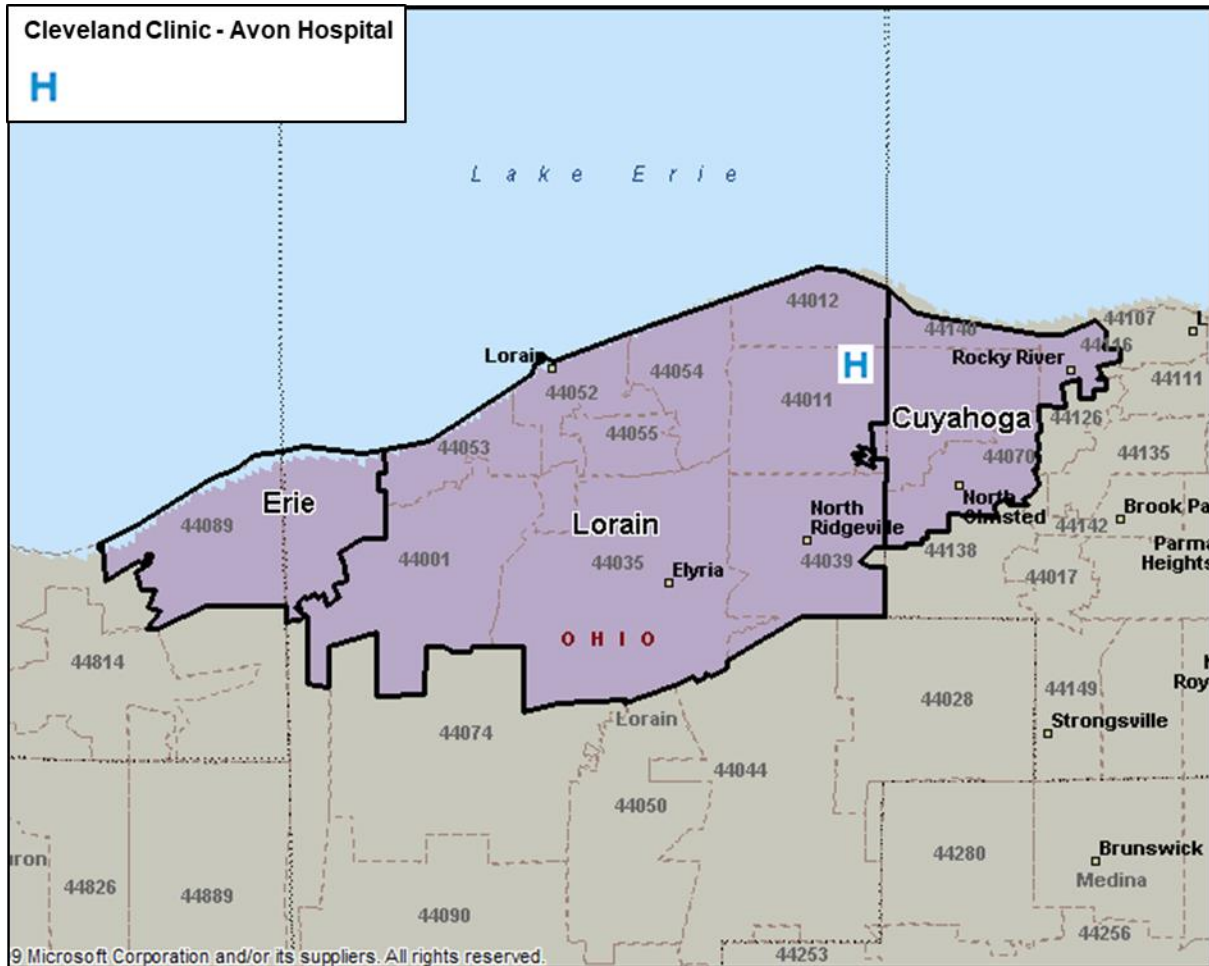 Cleveland Clinic - Avon Hospital
H
Lake Erie
44012
44140
44107
L
44116
Lorain
Rocky River
H
44054
44052
44111
44011
Cuyahoga
44126
44055
44053
44135
44070
Erie
44089
North
Olmsted
North
Ridgeville
Brook Pa
Lorain
44142
Parma
Heights
44001
44035
44039
44138
Elyria
44017
OHIO
44814
44028
44149
Roy
Lorain
Strongsville
44074
44044
44050
Brunswick
44280
uron
Medina
44826
44889
44090
44256
44253
9 Microsoft Corporation and/or its suppliers. All rights reserved.